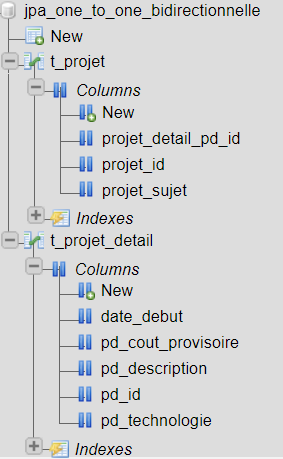 jpa_one_to_one_bidirectionnelle
New
t_projet
Columns
New
projet_detail_pd_id
projet_id
projet_sujet
Indexes
t_projet_detail
Columns
New
date_debut
pd_cout_provisoire
pd_description
pd_id
pd_technologie
Indexes